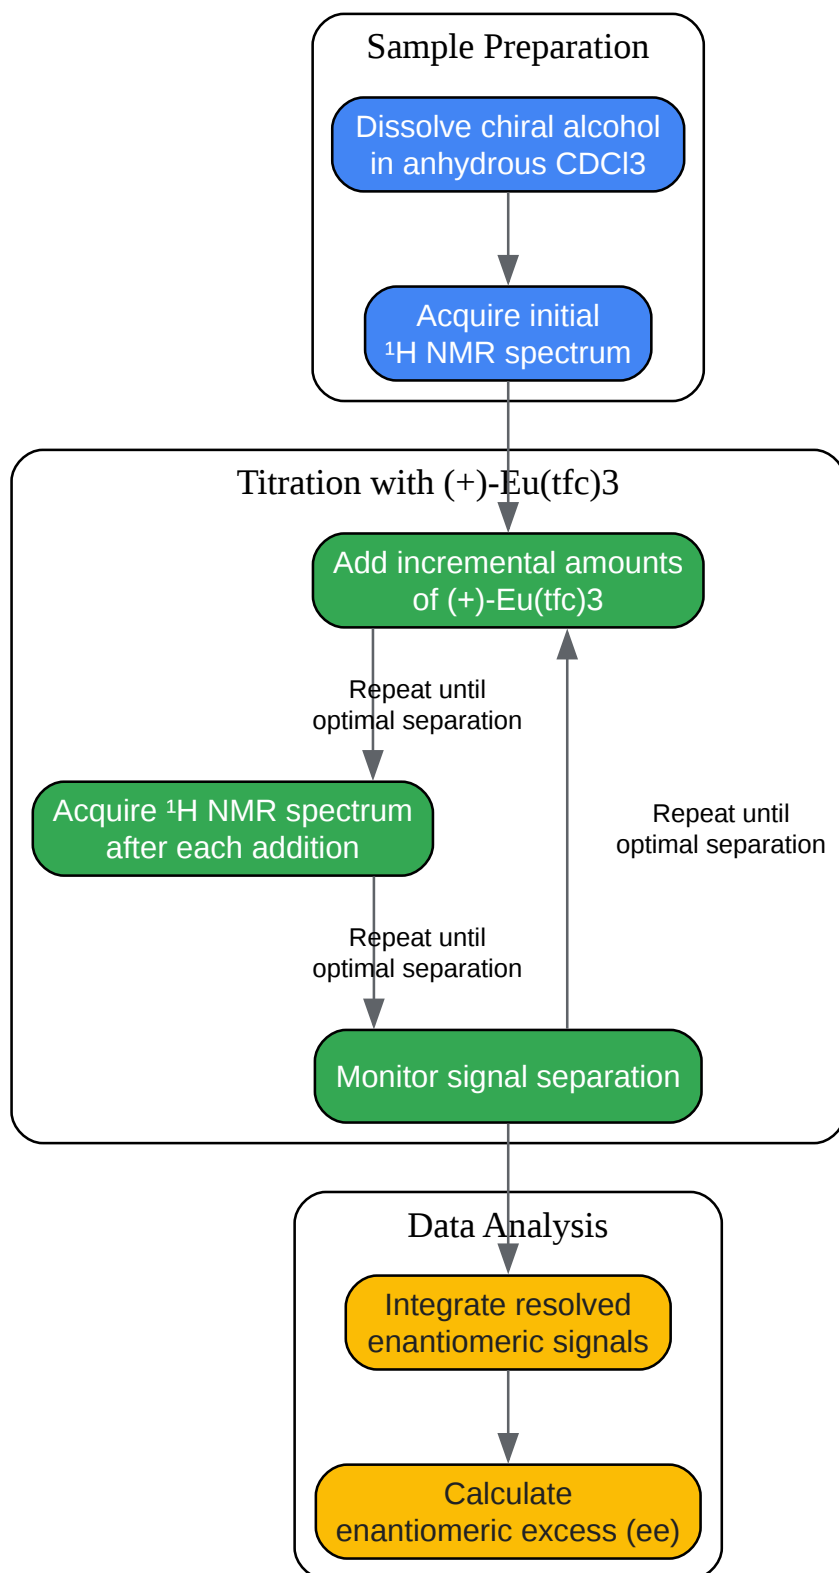 Sample Preparation
Dissolve chiral alcohol
in anhydrous CDCl3
Acquire initial
¹H NMR spectrum
Titration with (+)-Eu(tfc)3
Add incremental amounts
of (+)-Eu(tfc)3
Repeat until
optimal separation
Acquire ¹H NMR spectrum
after each addition
Repeat until
optimal separation
Repeat until
optimal separation
Monitor signal separation
Data Analysis
Integrate resolved
enantiomeric signals
Calculate
enantiomeric excess (ee)